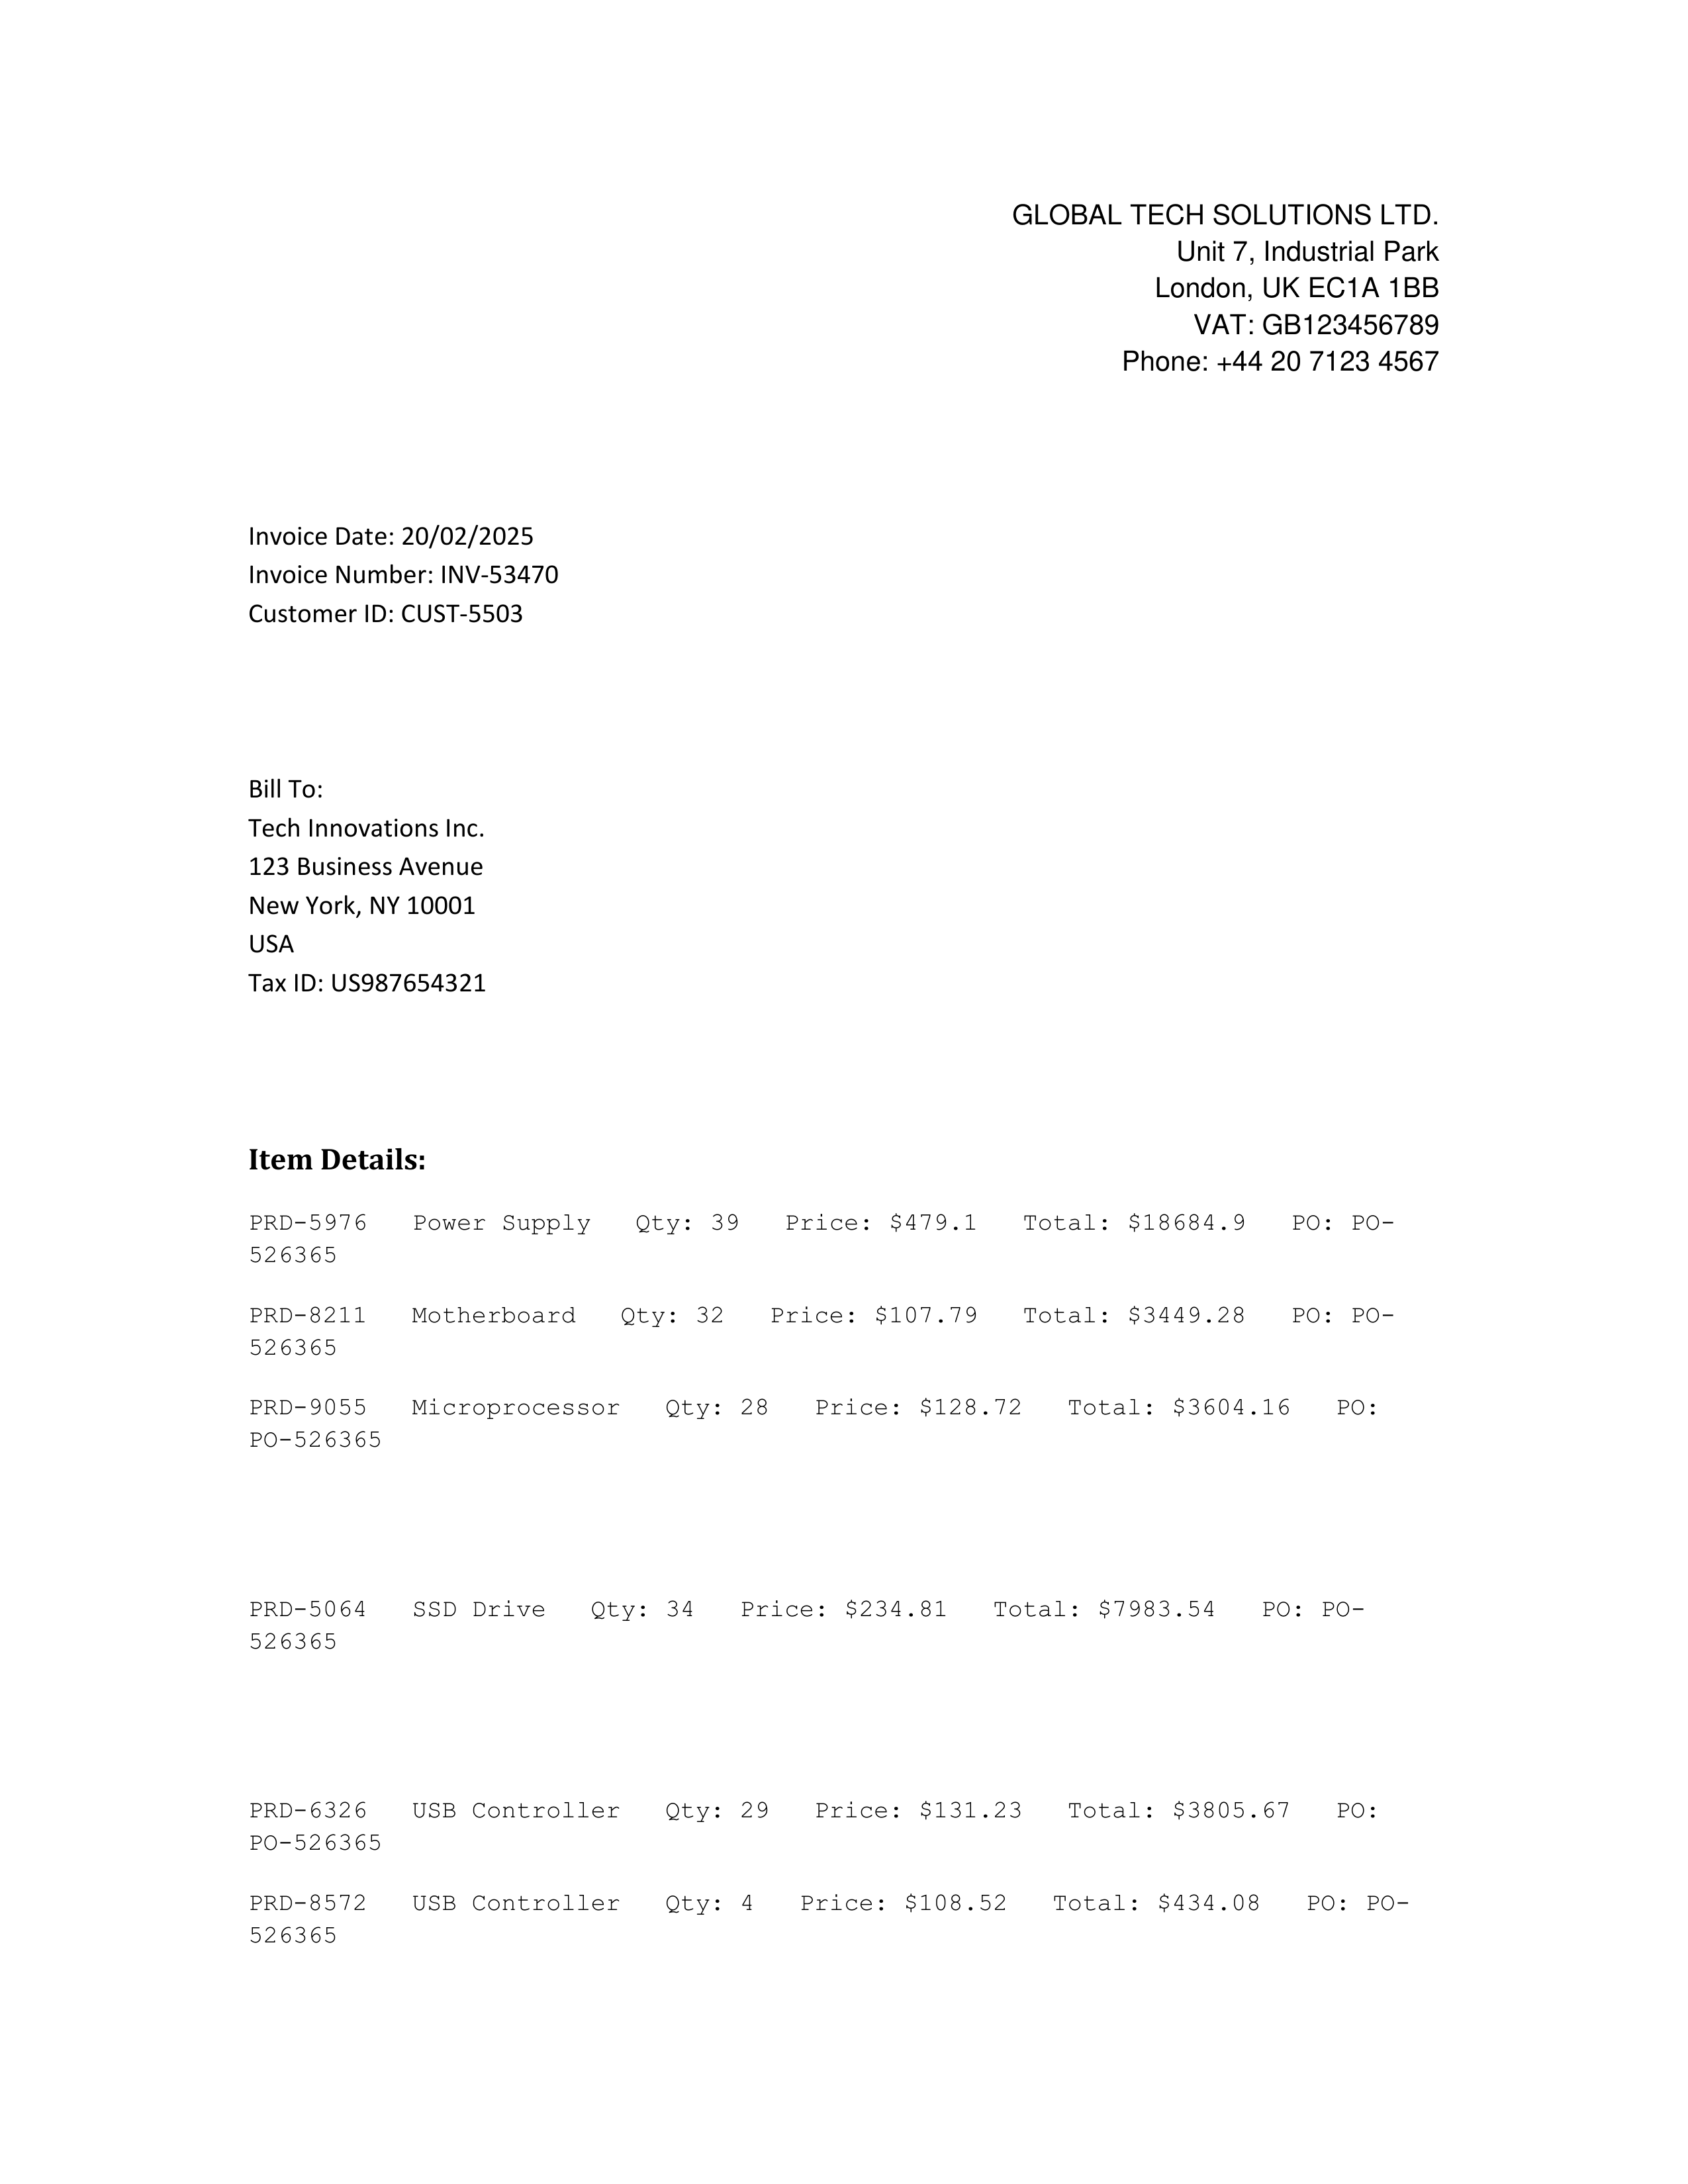 GLOBAL TECH SOLUTIONS LTD.
Unit 7, Industrial Park
London, UK EC1A 1BB
VAT: GB123456789
Phone: +44 20 7123 4567
Invoice Date: 20/02/2025
Invoice Number: INV-53470
Customer ID: CUST-5503
Bill To:
Tech Innovations Inc.
123 Business Avenue
New York, NY 10001
USA
Tax ID: US987654321
Item Details:
PRD-5976   Power Supply   Qty: 39   Price: $479.1   Total: $18684.9   PO: PO-
526365
PRD-8211   Motherboard   Qty: 32   Price: $107.79   Total: $3449.28   PO: PO-
526365
PRD-9055   Microprocessor   Qty: 28   Price: $128.72   Total: $3604.16   PO:
PO-526365
PRD-5064   SSD Drive   Qty: 34   Price: $234.81   Total: $7983.54   PO: PO-
526365
PRD-6326   USB Controller   Qty: 29   Price: $131.23   Total: $3805.67   PO:
PO-526365
PRD-8572   USB Controller   Qty: 4   Price: $108.52   Total: $434.08   PO: PO-
526365